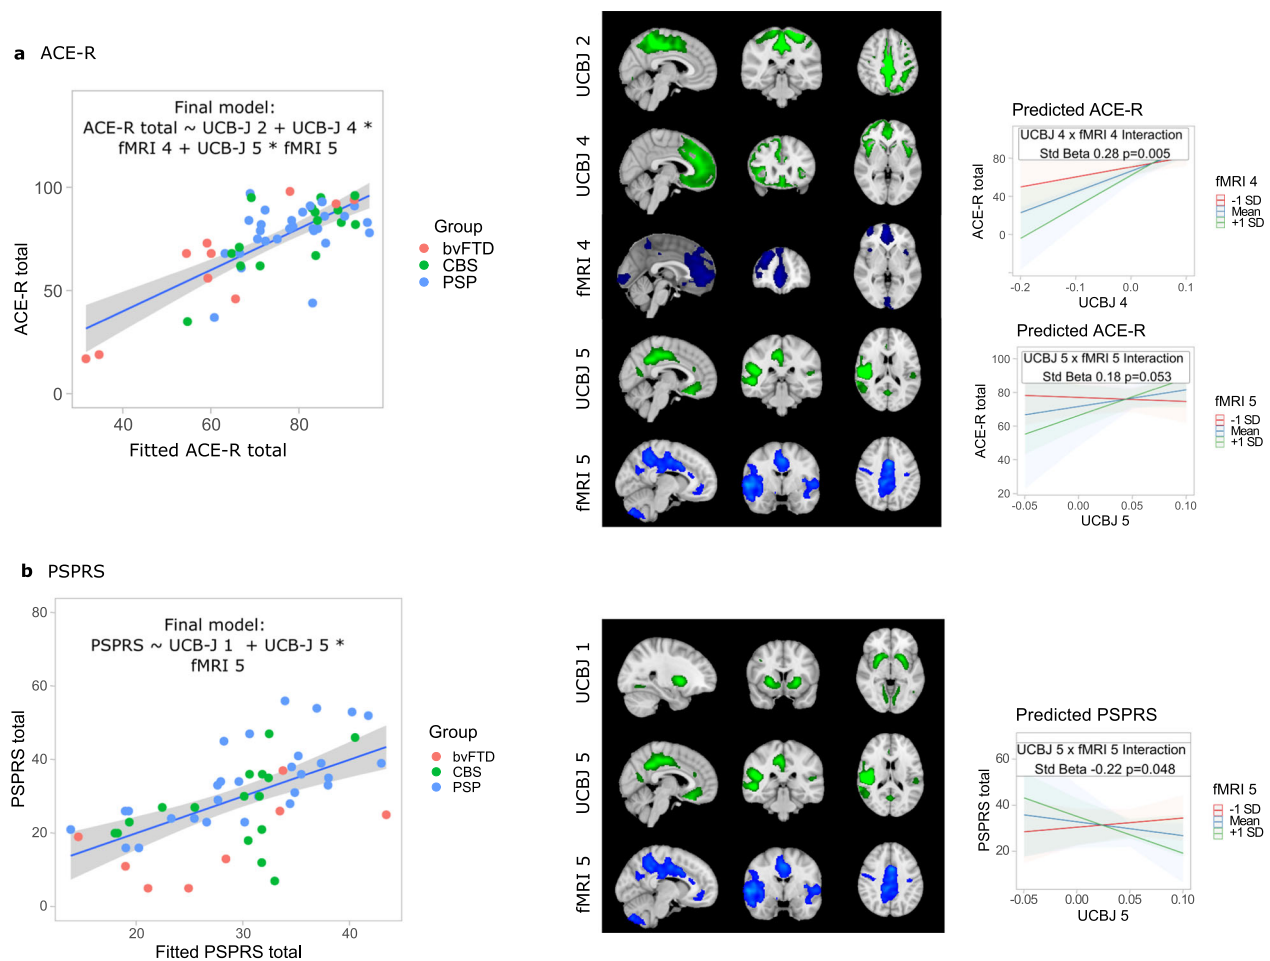 a ACE-R
Final model:
ACE-R total ~ UCB-J 2 + UCB-J 4 *
fMRI 4 + UCB-J 5 * fMRI 5
ACE-R total
100
50
0
40
60
80
Fitted ACE-R total
Group
bvFTD
CBS
PSP
UCBJ 2
UCBJ 4
fMRI 4
UCBJ 5
fMRI 5
Predicted ACE-R
UCBJ 4 x fMRI 4 Interaction
Std Beta 0.28 p=0.005
ACE-R total
80
40
0
-0.2
-0.1
0.0
0.1
UCBJ 4
fMRI 4
-1 SD
Mean
+1 SD
Predicted ACE-R
UCBJ 5 x fMRI 5 Interaction
Std Beta 0.18 p=0.053
ACE-R total
100
80
60
40
20
-0.05
0.00
0.05
0.10
UCBJ 5
fMRI 5
-1 SD
Mean
+1 SD
b PSPRS
Final model:
PSPRS ~ UCB-J 1 + UCB-J 5 *
fMRI 5
PSPRS total
80
60
40
20
0
20
30
40
Fitted PSPRS total
Group
bvFTD
CBS
PSP
UCBJ 1
UCBJ 5
fMRI 5
Predicted PSPRS
UCBJ 5 x fMRI 5 Interaction
Std Beta -0.22 p=0.048
PSPRS total
60
40
20
-0.05
0.00
0.05
0.10
UCBJ 5
fMRI 5
-1 SD
Mean
+1 SD